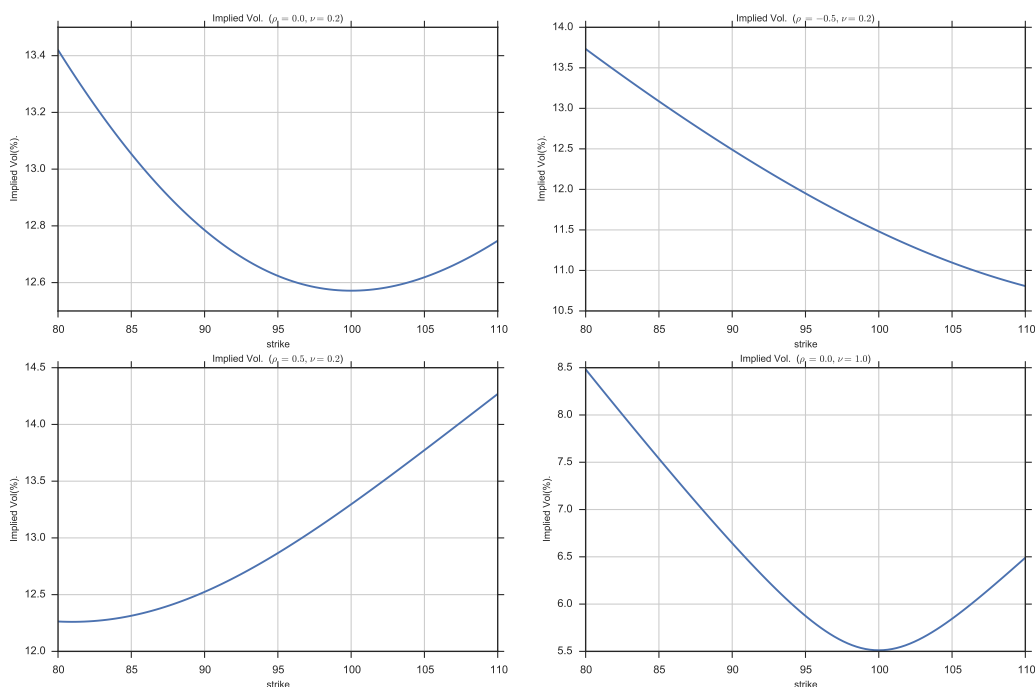 Implied Vol. (ρ = 0.0, ν = 0.2)
Implied Vol(%).
13.4
13.2
13.0
12.8
12.6
80 85 90 95 100 105 110
strike
Implied Vol. (ρ = −0.5, ν = 0.2)
Implied Vol(%).
14.0
13.5
13.0
12.5
12.0
11.5
11.0
10.5
80 85 90 95 100 105 110
strike
Implied Vol. (ρ = 0.5, ν = 0.2)
Implied Vol(%).
14.5
14.0
13.5
13.0
12.5
12.0
80 85 90 95 100 105 110
strike
Implied Vol. (ρ = 0.0, ν = 1.0)
Implied Vol(%).
8.5
8.0
7.5
7.0
6.5
6.0
5.5
80 85 90 95 100 105 110
strike